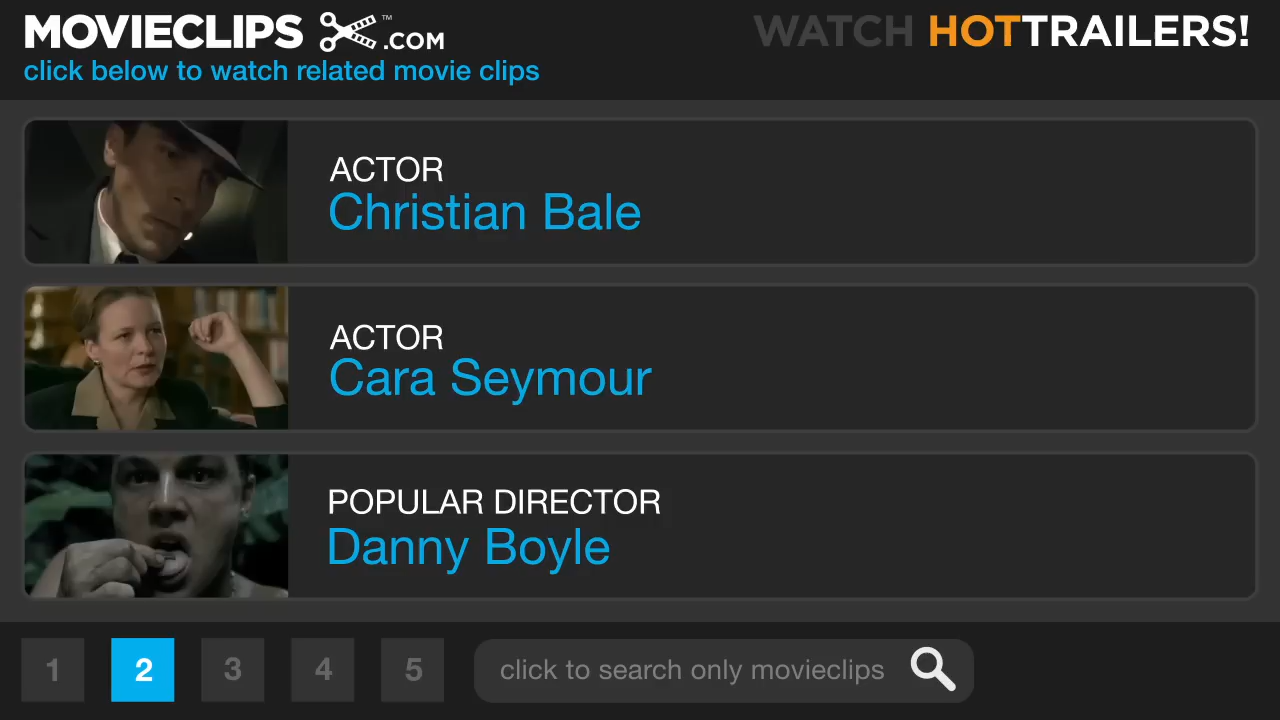 MOVIECLIPS ™ .COM
WATCH HOTTRAILERS!
click below to watch related movie clips
ACTOR
Christian Bale
ACTOR
Cara Seymour
POPULAR DIRECTOR
Danny Boyle
1 2 3 4 5 click to search only movieclips